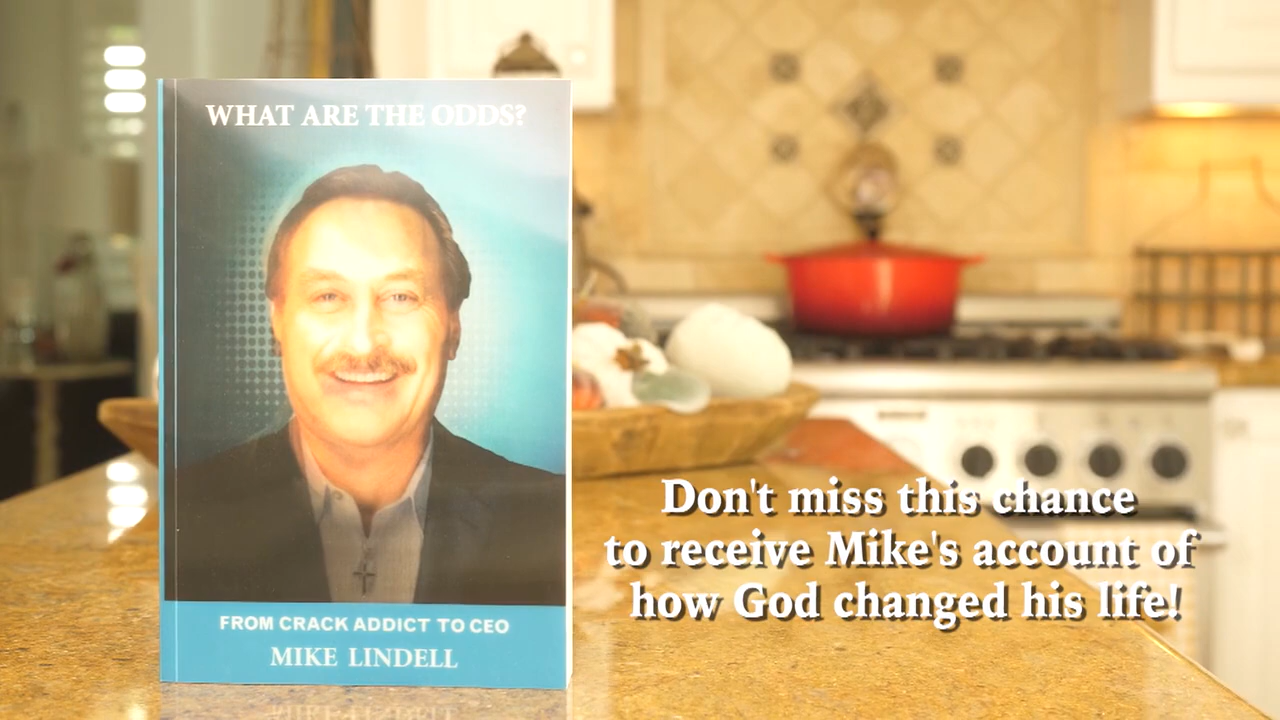 WHAT ARE THE ODDS?
FROM CRACK ADDICT TO CEO
MIKE LINDELL
Don't miss this chance
to receive Mike's account of
how God changed his life!